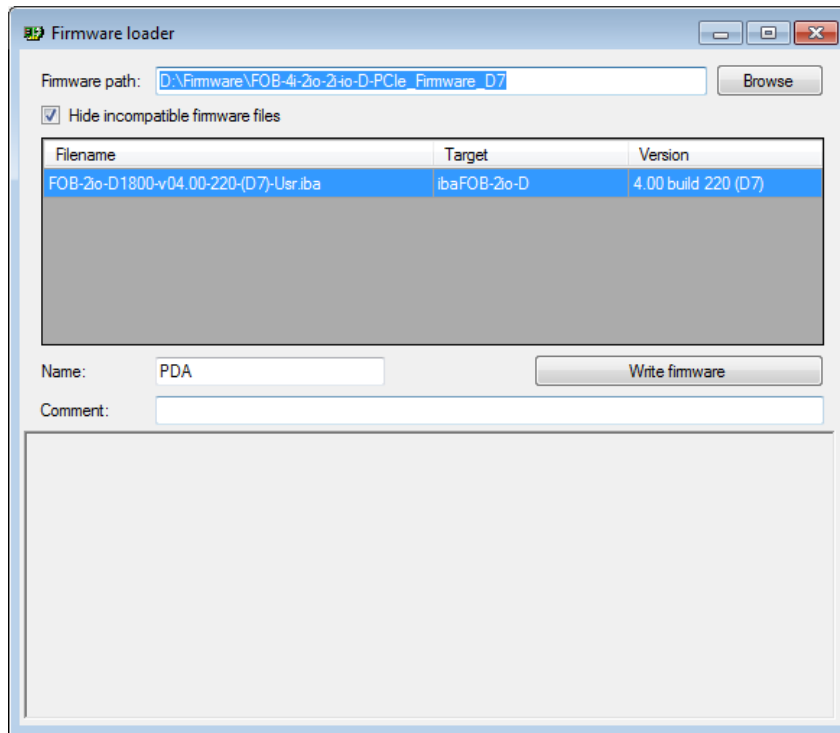 Firmware loader
Firmware path: D:\Firmware\FOB-4i-2io-2i-io-D-PCIe_Firmware_D7 Browse
Hide incompatible firmware files
Filename Target Version
FOB-2io-D1800-v04.00-220-(D7)-Usr.iba ibaFOB-2io-D 4.00 build 220 (D7)
Name: PDA Write firmware
Comment: